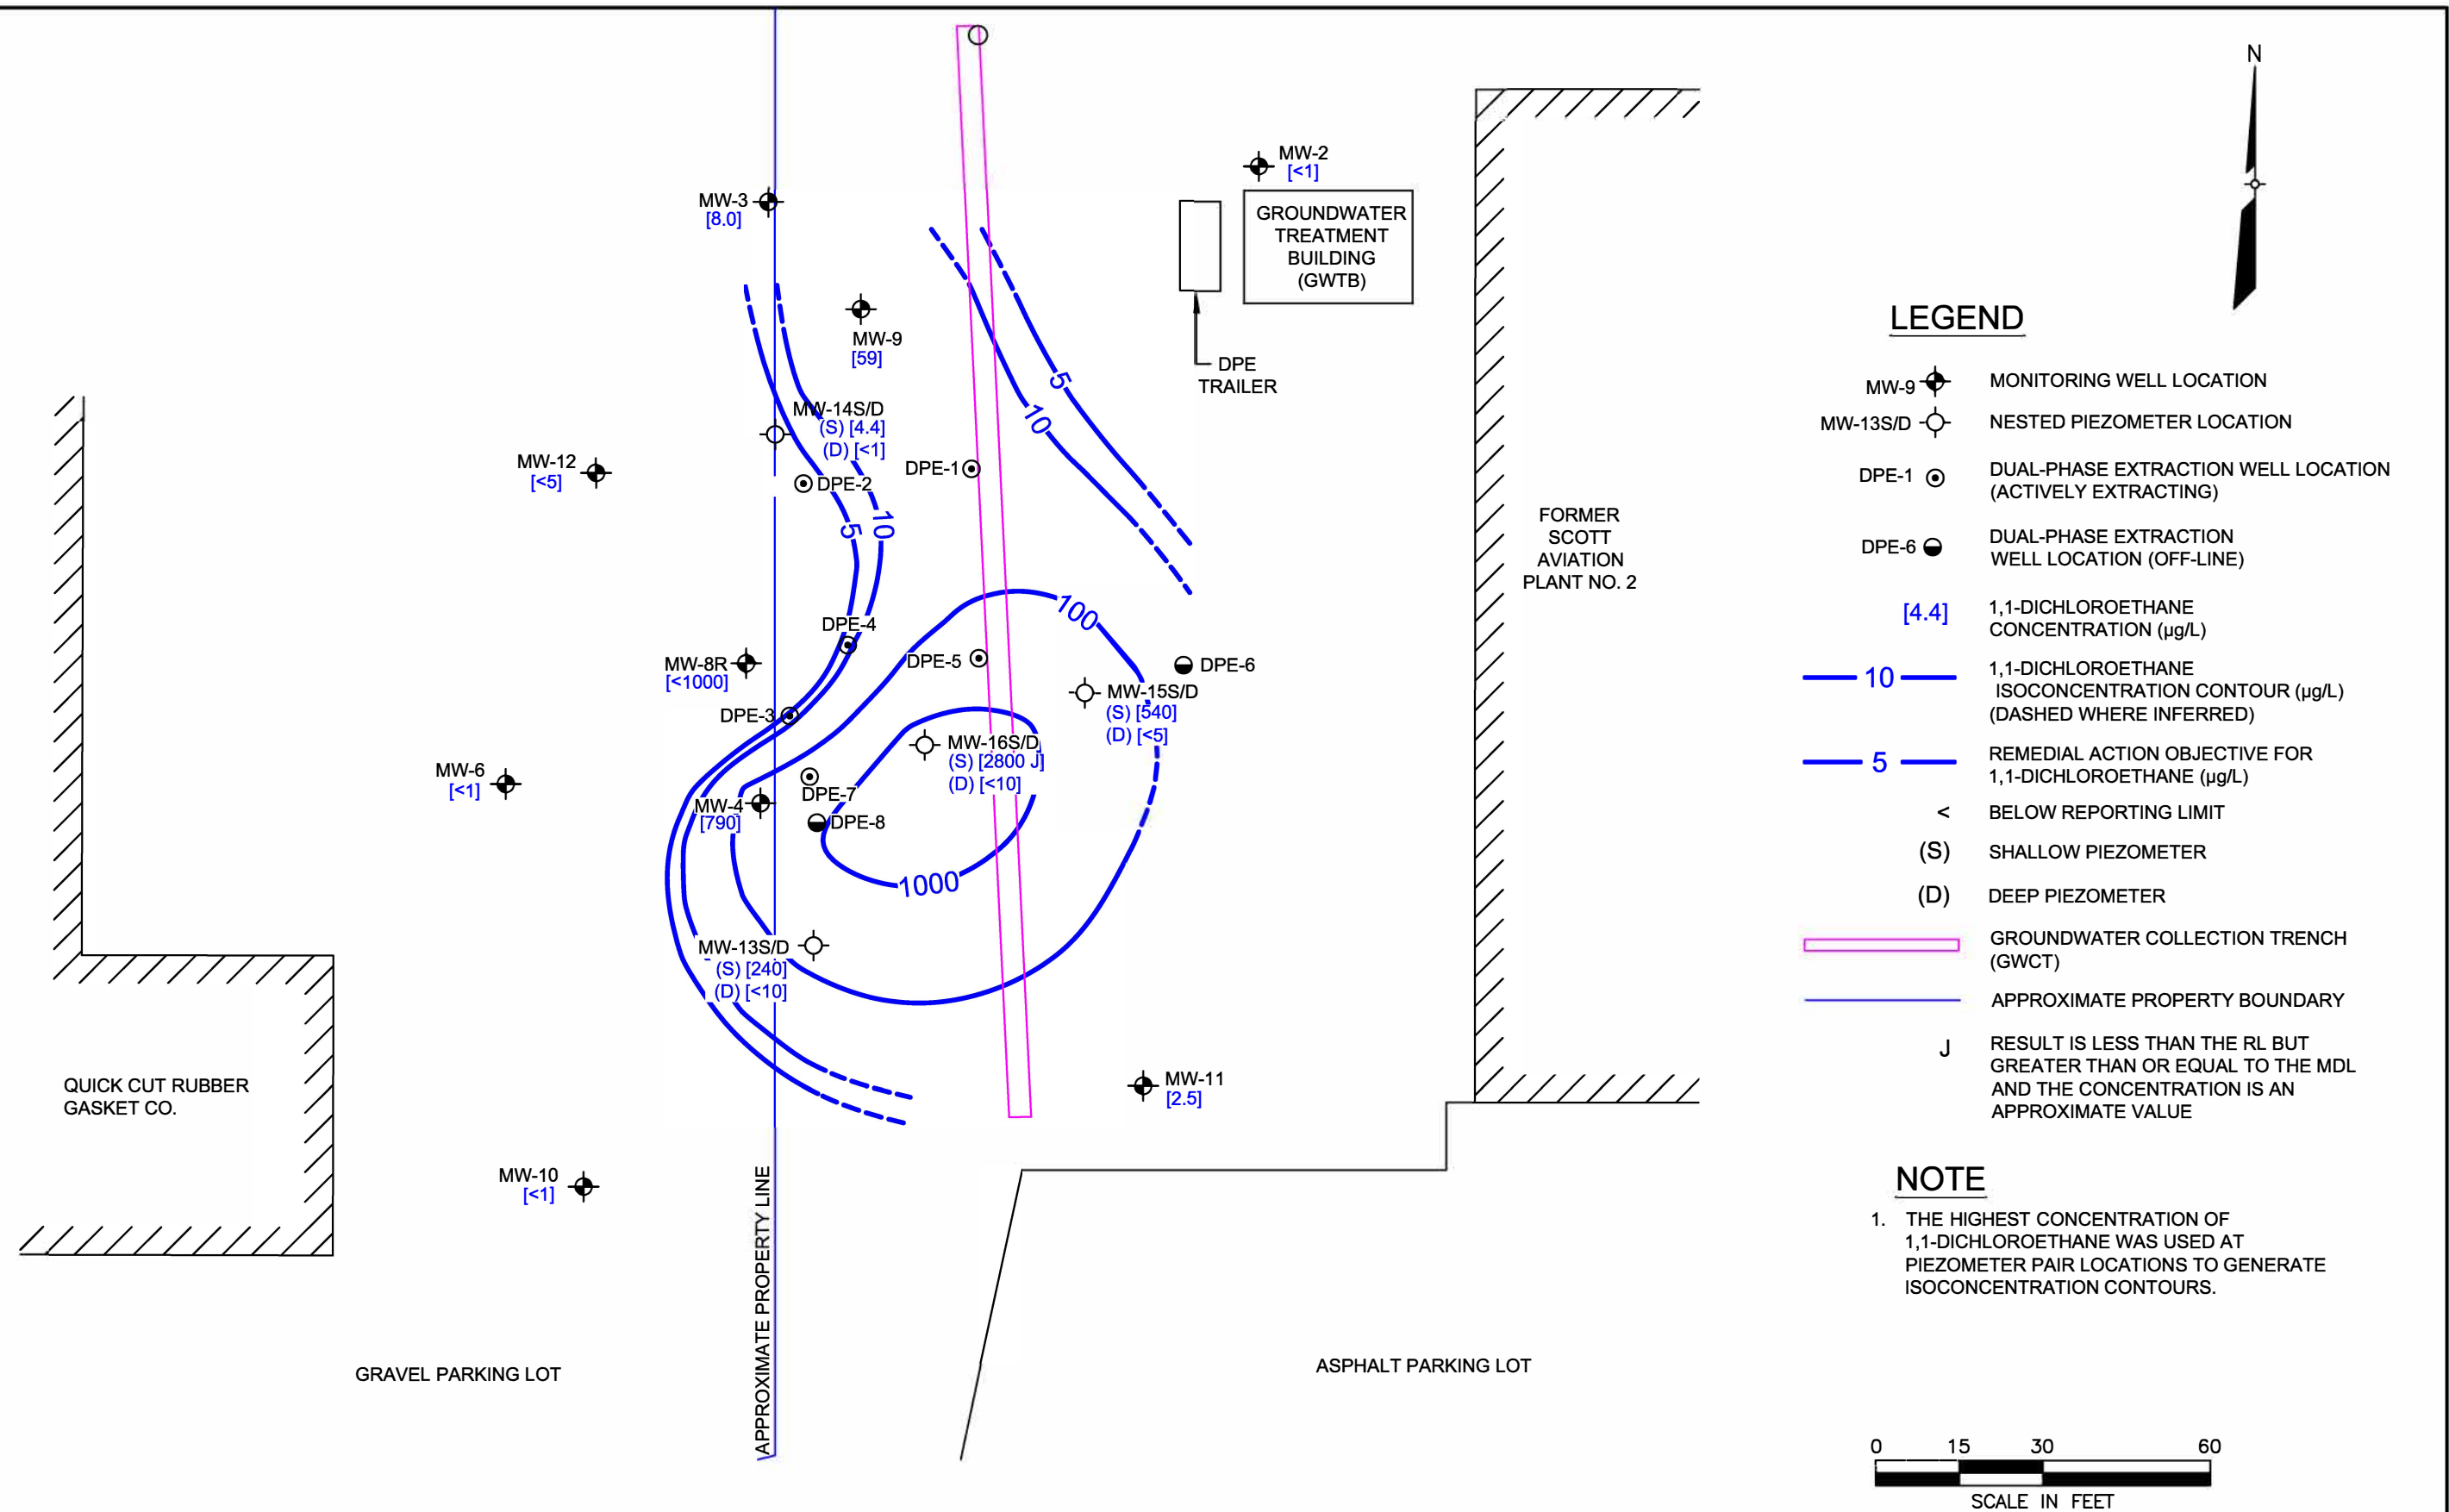 N
MW-2
[<1]
MW-3
[8.0]
GROUNDWATER
TREATMENT
BUILDING
(GWTB)
DPE
TRAILER
MW-9
[59]
5
10
MW-14S/D
(S) [4.4]
(D) [<1]
MW-12
[<5]
DPE-1
DPE-2
5
10
FORMER
SCOTT
AVIATION
PLANT NO. 2
100
DPE-4
MW-8R
[<1000]
DPE-5
DPE-6
MW-15S/D
(S) [540]
(D) [<5]
DPE-3
MW-16S/D
(S) [2800 J]
(D) [<10]
MW-6
[<1]
DPE-7
MW-4
[790]
DPE-8
1000
MW-13S/D
(S) [240]
(D) [<10]
QUICK CUT RUBBER
GASKET CO.
MW-11
[2.5]
MW-10
[<1]
APPROXIMATE PROPERTY LINE
GRAVEL PARKING LOT
ASPHALT PARKING LOT
LEGEND
MW-9 MONITORING WELL LOCATION
MW-13S/D NESTED PIEZOMETER LOCATION
DPE-1 DUAL-PHASE EXTRACTION WELL LOCATION
(ACTIVELY EXTRACTING)
DPE-6 DUAL-PHASE EXTRACTION
WELL LOCATION (OFF-LINE)
[4.4] 1,1-DICHLOROETHANE
CONCENTRATION (µg/L)
10 1,1-DICHLOROETHANE
ISOCONCENTRATION CONTOUR (µg/L)
(DASHED WHERE INFERRED)
5 REMEDIAL ACTION OBJECTIVE FOR
1,1-DICHLOROETHANE (µg/L)
< BELOW REPORTING LIMIT
(S) SHALLOW PIEZOMETER
(D) DEEP PIEZOMETER
GROUNDWATER COLLECTION TRENCH
(GWCT)
APPROXIMATE PROPERTY BOUNDARY
J RESULT IS LESS THAN THE RL BUT
GREATER THAN OR EQUAL TO THE MDL
AND THE CONCENTRATION IS AN
APPROXIMATE VALUE
NOTE
1. THE HIGHEST CONCENTRATION OF
1,1-DICHLOROETHANE WAS USED AT
PIEZOMETER PAIR LOCATIONS TO GENERATE
ISOCONCENTRATION CONTOURS.
0 15 30 60
SCALE IN FEET